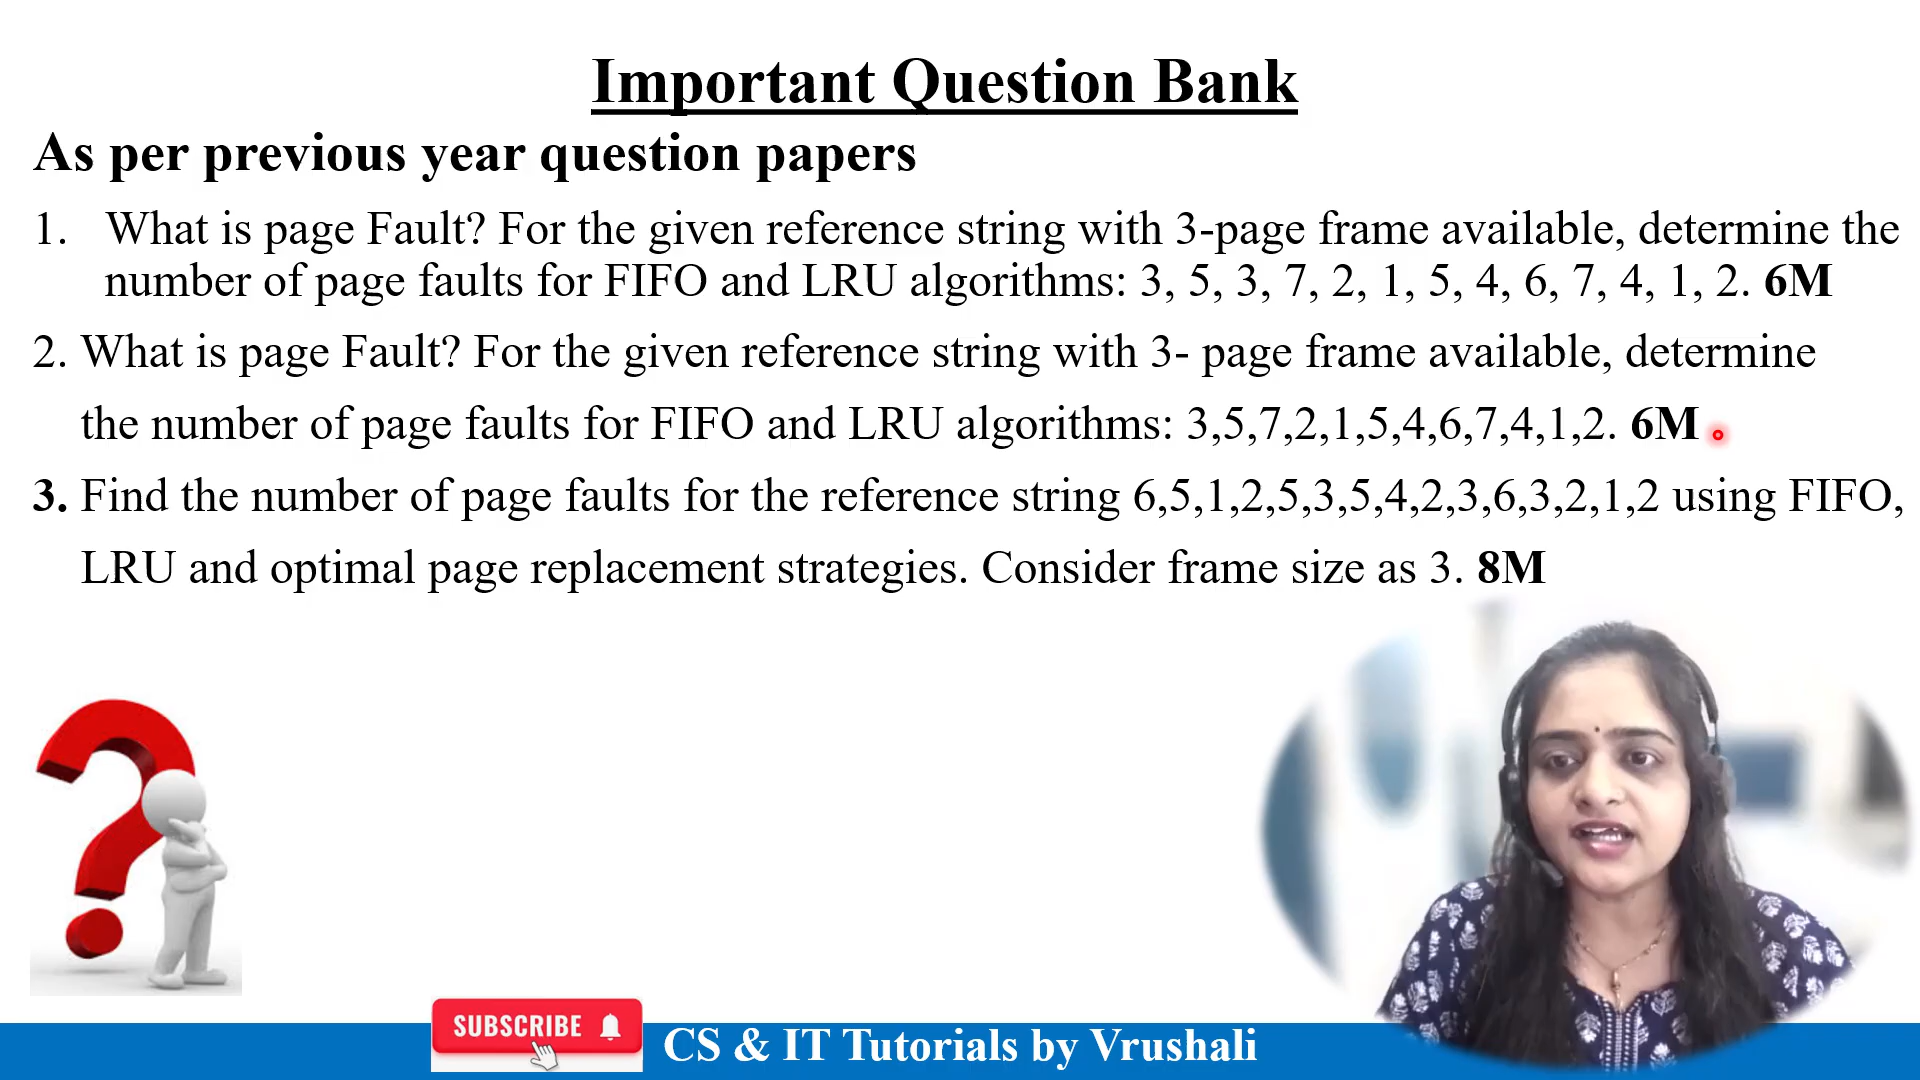 Important Question Bank
As per previous year question papers
1. What is page Fault? For the given reference string with 3-page frame available, determine the
number of page faults for FIFO and LRU algorithms: 3, 5, 3, 7, 2, 1, 5, 4, 6, 7, 4, 1, 2. 6M
2. What is page Fault? For the given reference string with 3- page frame available, determine
the number of page faults for FIFO and LRU algorithms: 3,5,7,2,1,5,4,6,7,4,1,2. 6M
3. Find the number of page faults for the reference string 6,5,1,2,5,3,5,4,2,3,6,3,2,1,2 using FIFO,
LRU and optimal page replacement strategies. Consider frame size as 3. 8M
SUBSCRIBE
CS & IT Tutorials by Vrushali